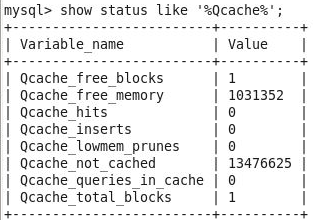 mysql> show status like '%Qcache%';
+-------------------------+----------+
| Variable_name | Value |
+-------------------------+----------+
| Qcache_free_blocks | 1 |
| Qcache_free_memory | 1031352 |
| Qcache_hits | 0 |
| Qcache_inserts | 0 |
| Qcache_lowmem_prunes | 0 |
| Qcache_not_cached | 13476625 |
| Qcache_queries_in_cache | 0 |
| Qcache_total_blocks | 1 |
+-------------------------+----------+